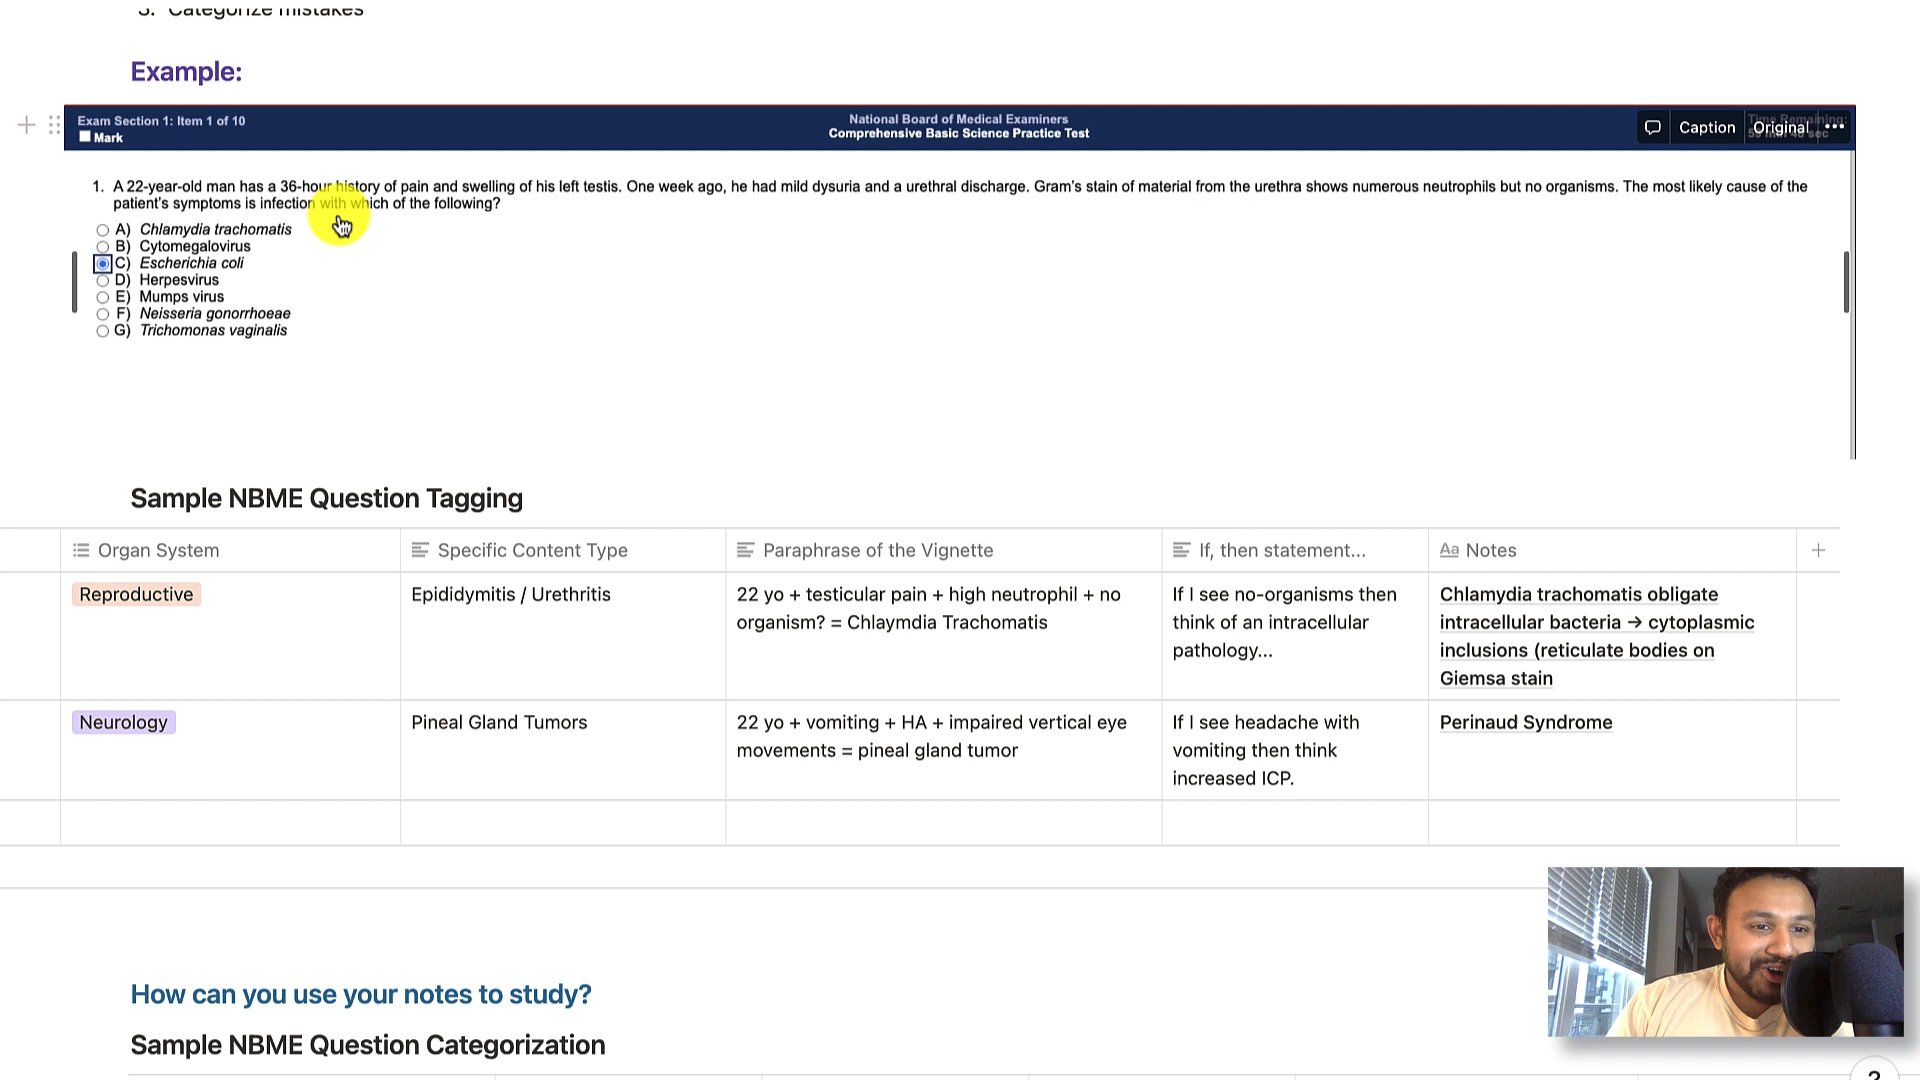 3. Categorize mistakes
Example:
Exam Section 1: Item 1 of 10
Mark
National Board of Medical Examiners
Comprehensive Basic Science Practice Test
Time Remaining:
Caption
Original
1. A 22-year-old man has a 36-hour history of pain and swelling of his left testis. One week ago, he had mild dysuria and a urethral discharge. Gram's stain of material from the urethra shows numerous neutrophils but no organisms. The most likely cause of the
patient's symptoms is infection with which of the following?
A) Chlamydia trachomatis
B) Cytomegalovirus
C) Escherichia coli
D) Herpesvirus
E) Mumps virus
F) Neisseria gonorrhoeae
G) Trichomonas vaginalis
Sample NBME Question Tagging
Organ System
Specific Content Type
Paraphrase of the Vignette
If, then statement...
Aa Notes
Reproductive
Epididymitis / Urethritis
22 yo + testicular pain + high neutrophil + no
organism? = Chlaymdia Trachomatis
If I see no-organisms then
think of an intracellular
pathology...
Chlamydia trachomatis obligate
intracellular bacteria → cytoplasmic
inclusions (reticulate bodies on
Giemsa stain
Neurology
Pineal Gland Tumors
22 yo + vomiting + HA + impaired vertical eye
movements = pineal gland tumor
If I see headache with
vomiting then think
increased ICP.
Perinaud Syndrome
How can you use your notes to study?
Sample NBME Question Categorization
?